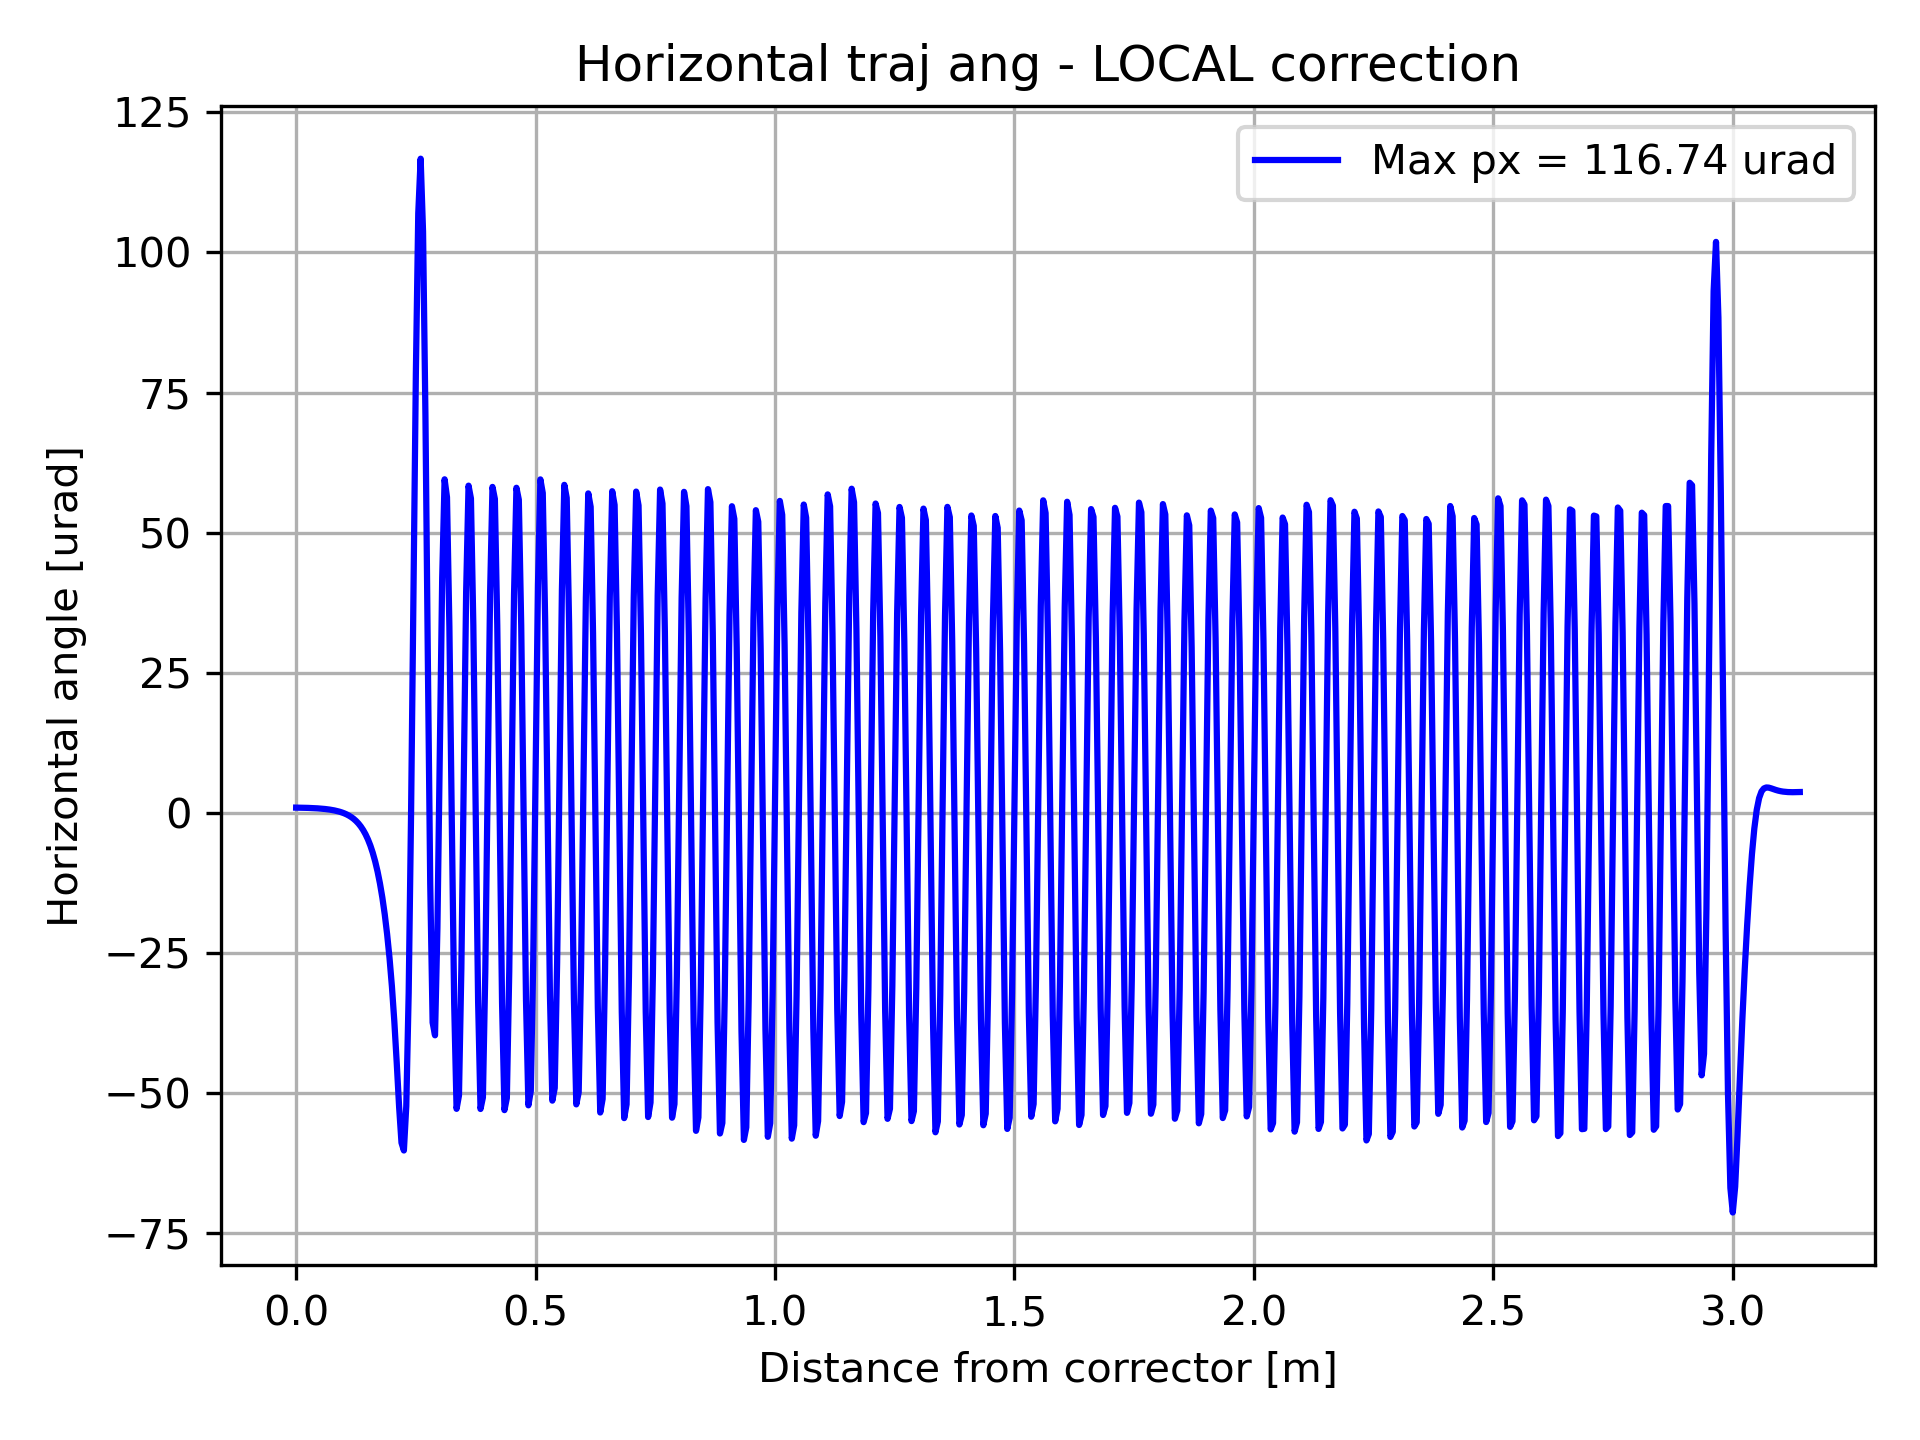 Horizontal traj ang - LOCAL correction
Max px = 116.74 urad
Horizontal angle [urad]
125
100
75
50
25
0
−25
−50
−75
0.0 0.5 1.0 1.5 2.0 2.5 3.0
Distance from corrector [m]